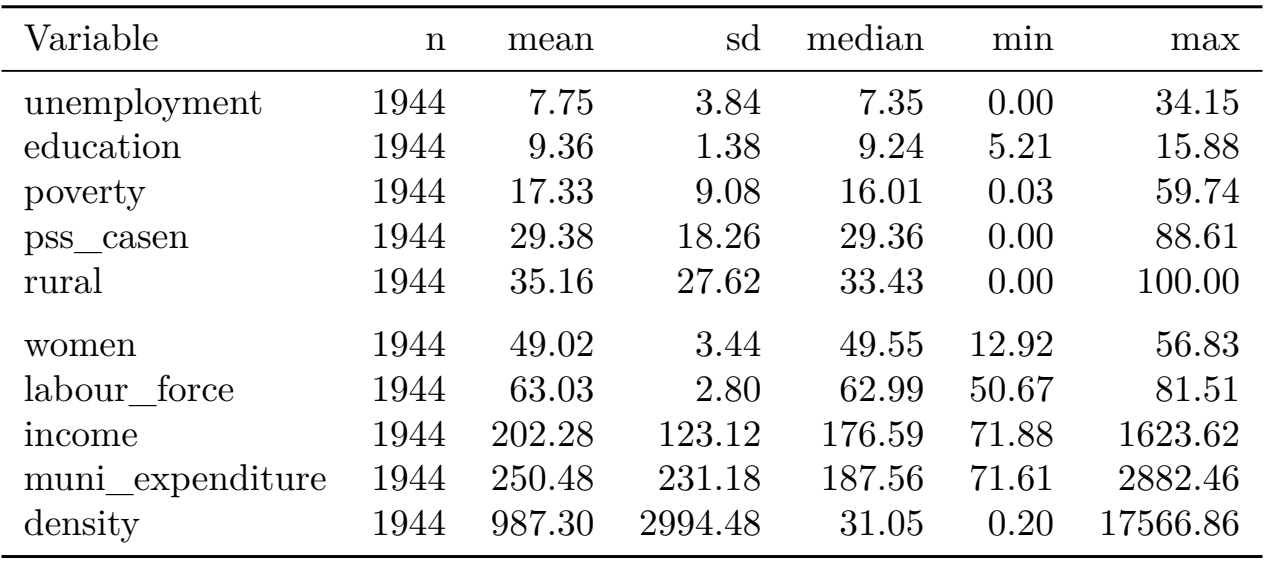 Variable n mean sd median min max
unemployment 1944 7.75 3.84 7.35 0.00 34.15
education 1944 9.36 1.38 9.24 5.21 15.88
poverty 1944 17.33 9.08 16.01 0.03 59.74
pss_casen 1944 29.38 18.26 29.36 0.00 88.61
rural 1944 35.16 27.62 33.43 0.00 100.00
women 1944 49.02 3.44 49.55 12.92 56.83
labour_force 1944 63.03 2.80 62.99 50.67 81.51
income 1944 202.28 123.12 176.59 71.88 1623.62
muni_expenditure 1944 250.48 231.18 187.56 71.61 2882.46
density 1944 987.30 2994.48 31.05 0.20 17566.86